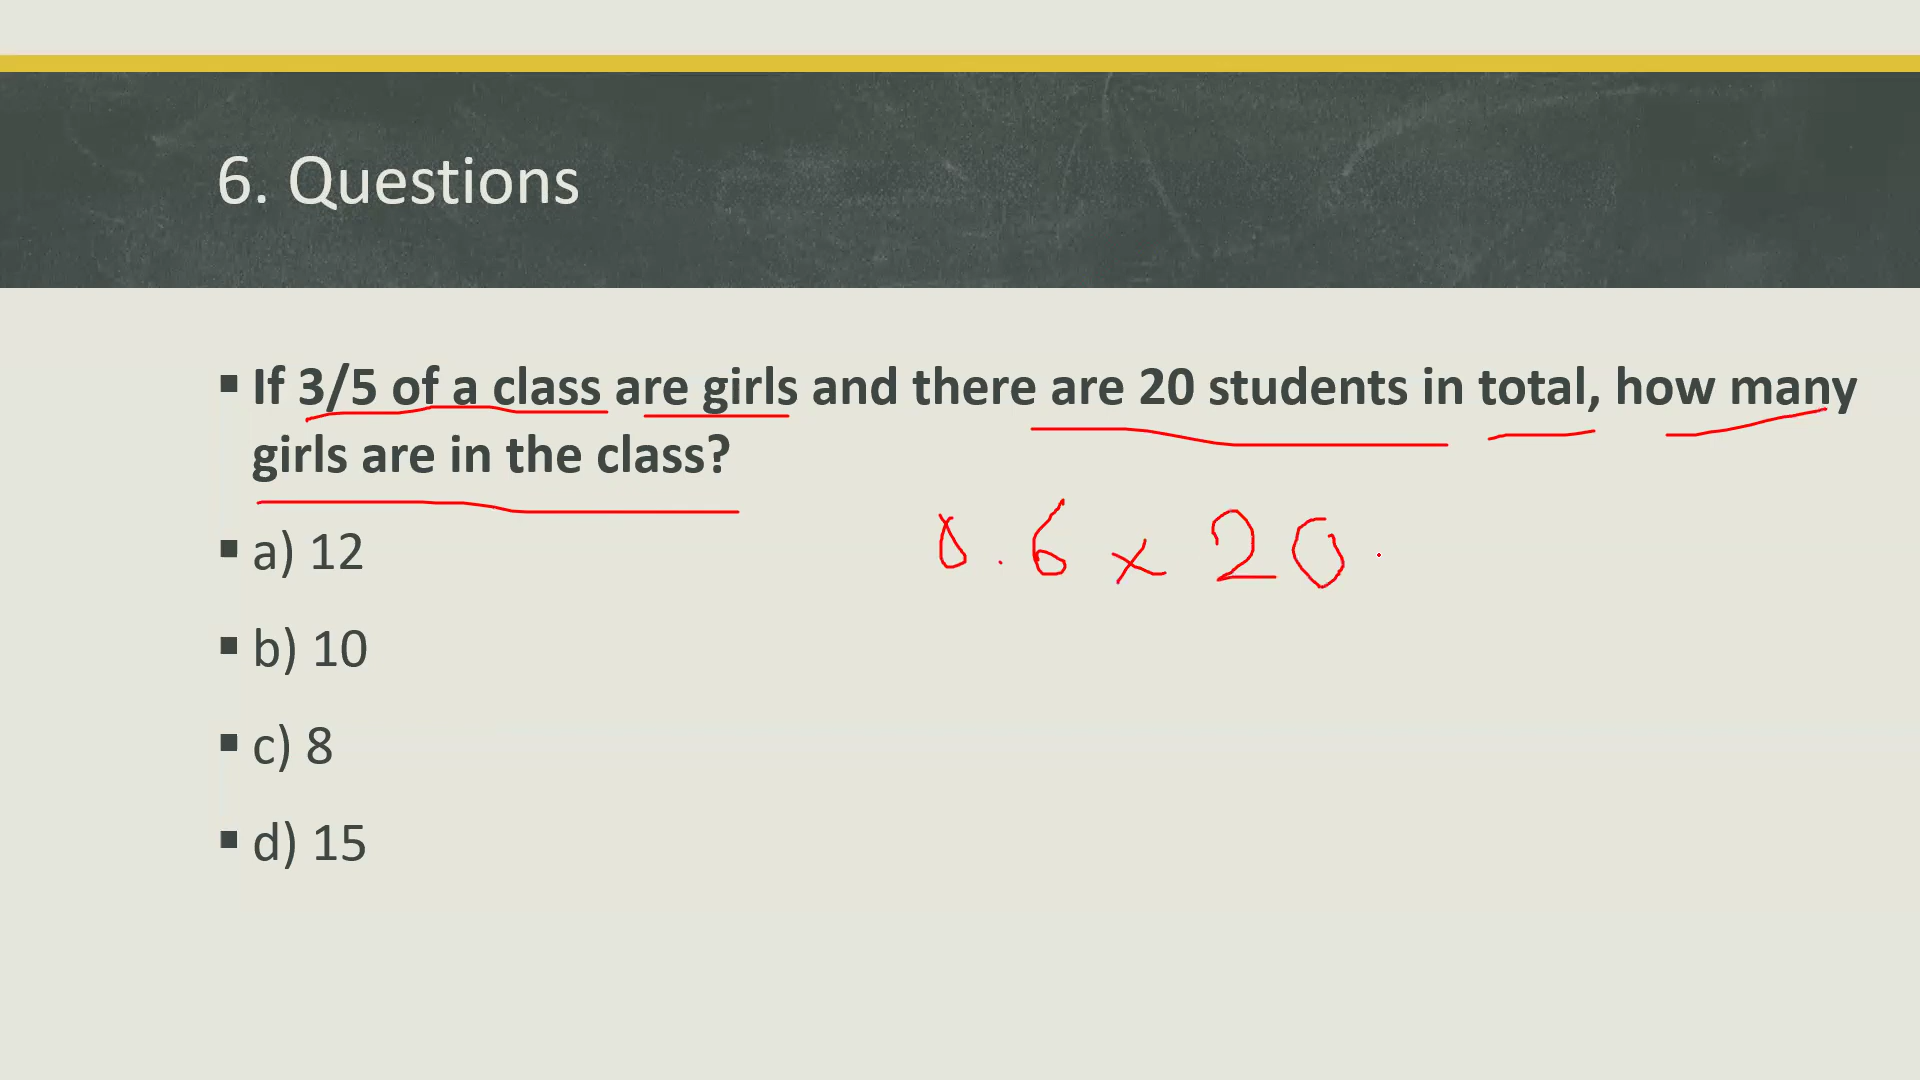 6. Questions
▪ If 3/5 of a class are girls and there are 20 students in total, how many
girls are in the class?
0.6 × 20
▪ a) 12
▪ b) 10
▪ c) 8
▪ d) 15